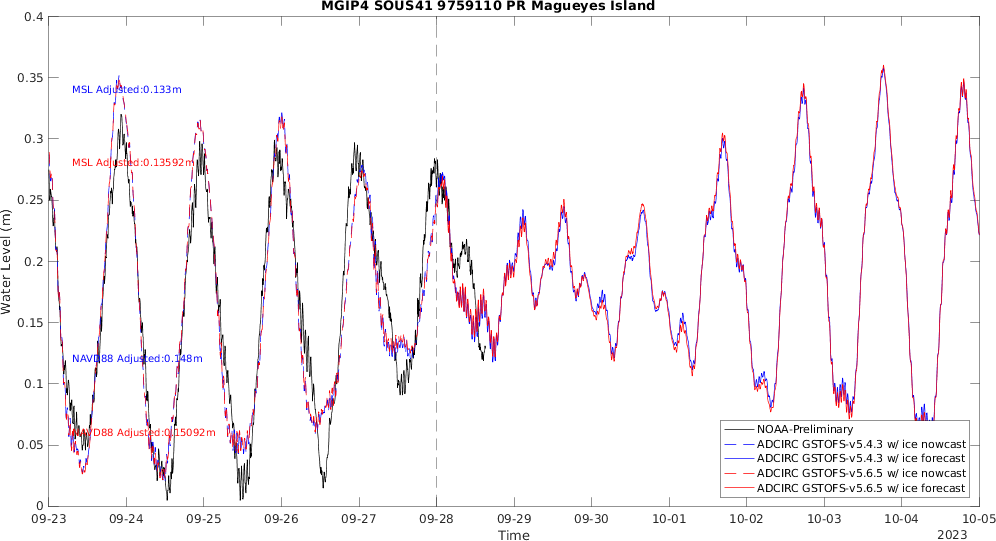 MGIP4 SOUS41 9759110 PR Magueyes Island
0.4
0.35
0.3
0.25
0.2
0.15
0.1
0.05
0
Water Level (m)
MSL Adjusted:0.133m
MSL Adjusted:0.13592m
NAVD88 Adjusted:0.148m
NAVD88 Adjusted:0.15092m
NOAA-Preliminary
ADCIRC GSTOFS-v5.4.3 w/ ice nowcast
ADCIRC GSTOFS-v5.4.3 w/ ice forecast
ADCIRC GSTOFS-v5.6.5 w/ ice nowcast
ADCIRC GSTOFS-v5.6.5 w/ ice forecast
09-23 09-24 09-25 09-26 09-27 09-28 09-29 09-30 10-01 10-02 10-03 10-04 10-05
Time
2023